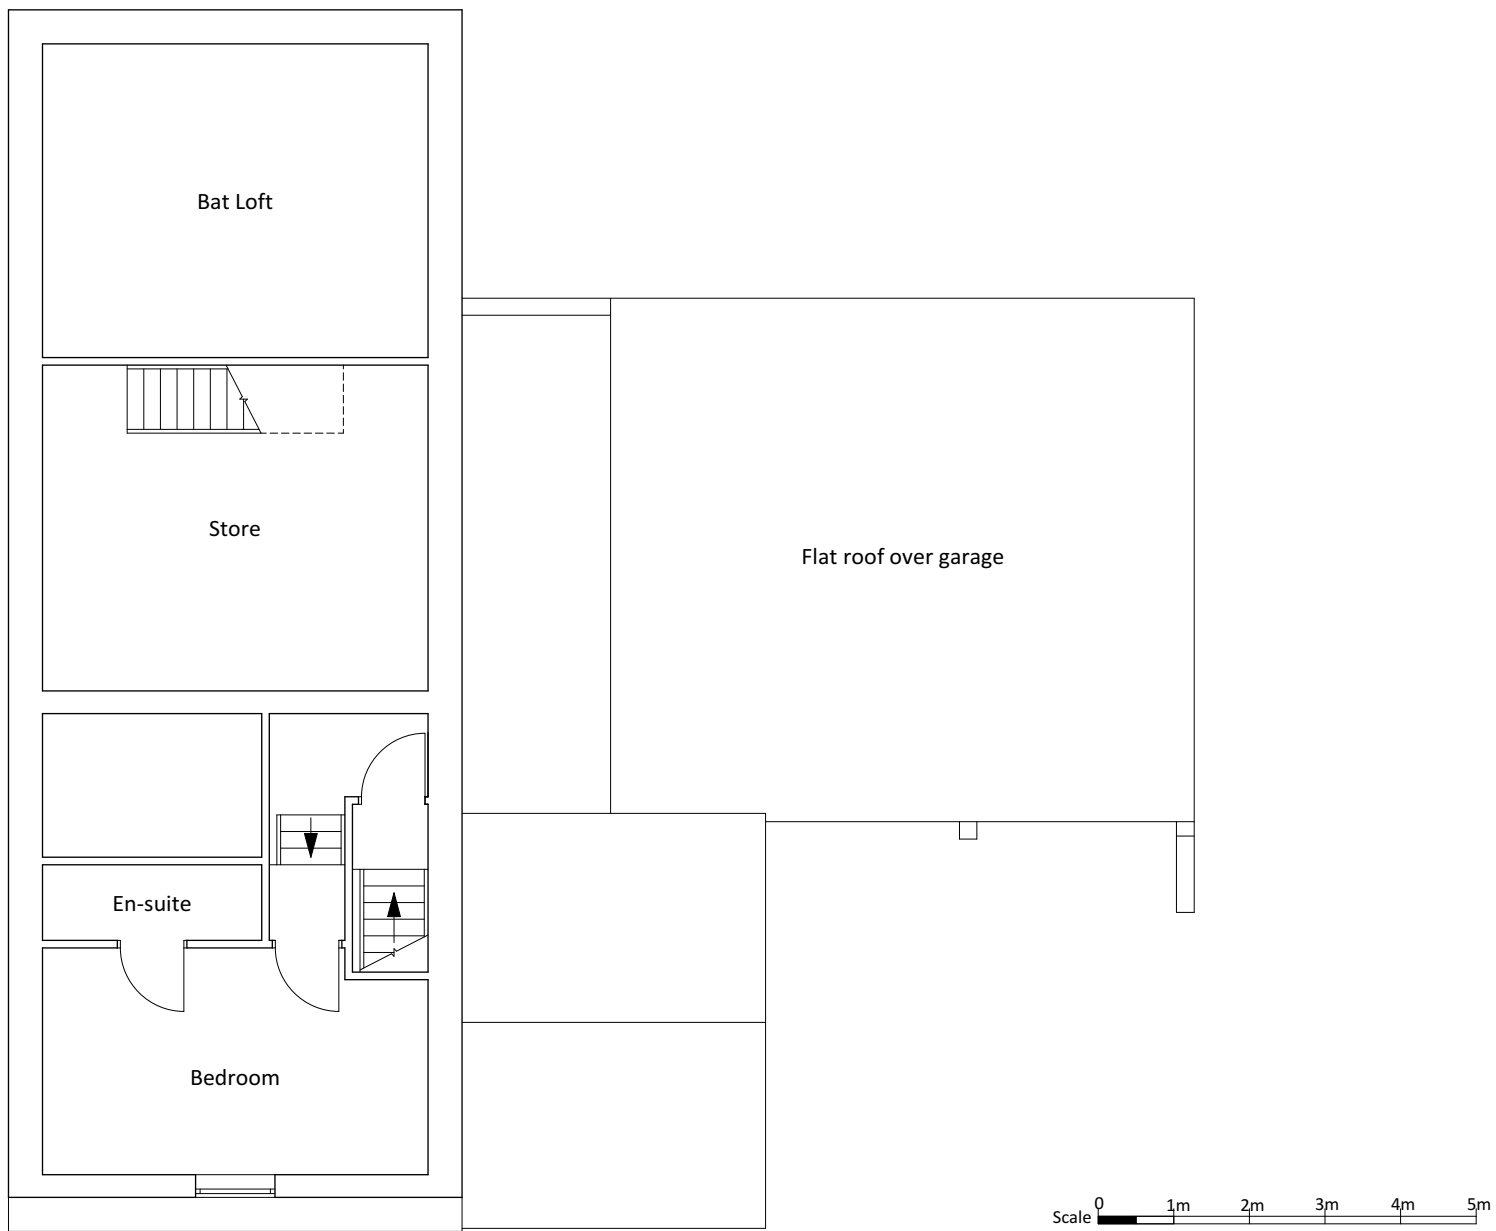 Bat Loft
Store
Flat roof over garage
En-suite
Bedroom
Scale 0 1m 2m 3m 4m 5m